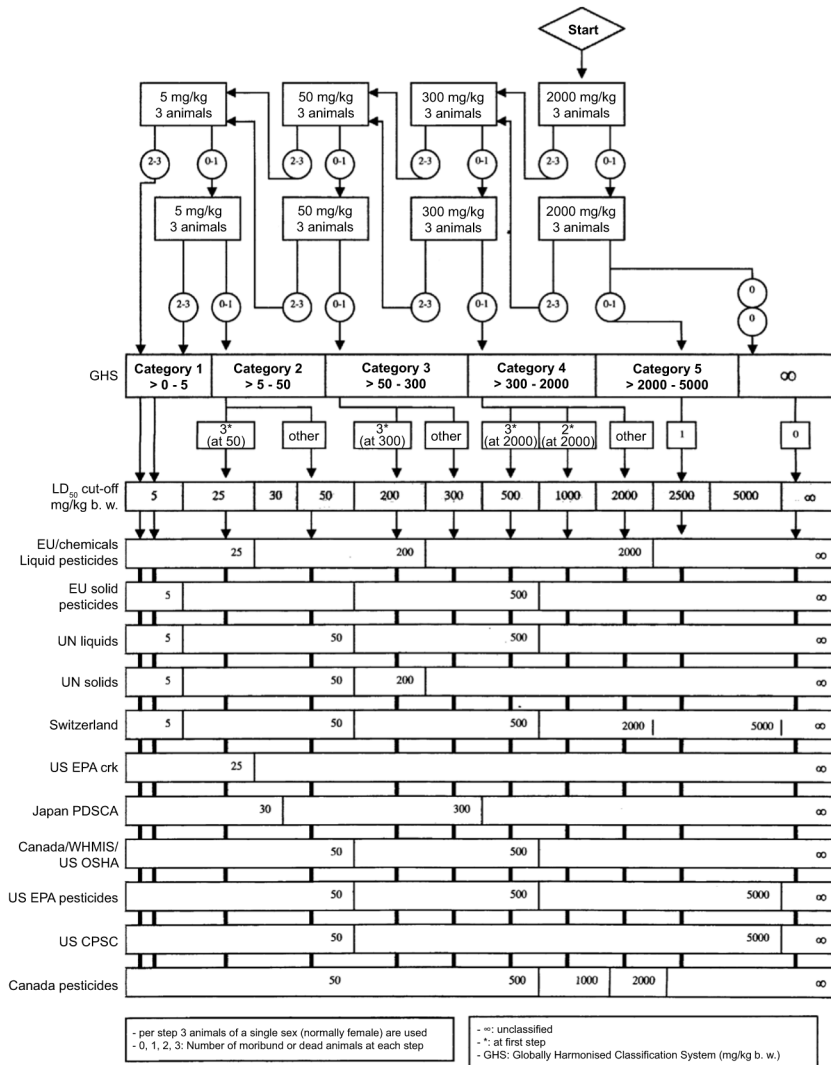 Start
5 mg/kg
3 animals
50 mg/kg
3 animals
300 mg/kg
3 animals
2000 mg/kg
3 animals
2-3
0-1
2-3
0-1
2-3
0-1
2-3
0-1
5 mg/kg
3 animals
50 mg/kg
3 animals
300 mg/kg
3 animals
2000 mg/kg
3 animals
2-3
0-1
2-3
0-1
2-3
0-1
2-3
0-1
0
0
GHS
Category 1
> 0 - 5
Category 2
> 5 - 50
Category 3
> 50 - 300
Category 4
> 300 - 2000
Category 5
> 2000 - 5000
∞
3*
(at 50)
other
3*
(at 300)
other
3*
(at 2000)
2*
(at 2000)
other
1
0
LD50 cut-off
mg/kg b. w.
5 25 30 50 200 300 500 1000 2000 2500 5000 ∞
EU/chemicals
Liquid pesticides
25 200 2000 ∞
EU solid
pesticides
5 500 ∞
UN liquids
5 50 500 ∞
UN solids
5 50 200 ∞
Switzerland
5 50 500 2000 5000 ∞
US EPA crk
25 ∞
Japan PDSCA
30 300 ∞
Canada/WHMIS/
US OSHA
50 500 ∞
US EPA pesticides
50 500 5000 ∞
US CPSC
50 5000 ∞
Canada pesticides
50 500 1000 2000 ∞
- per step 3 animals of a single sex (normally female) are used
- 0, 1, 2, 3: Number of moribund or dead animals at each step
- ∞: unclassified
- *: at first step
- GHS: Globally Harmonised Classification System (mg/kg b. w.)